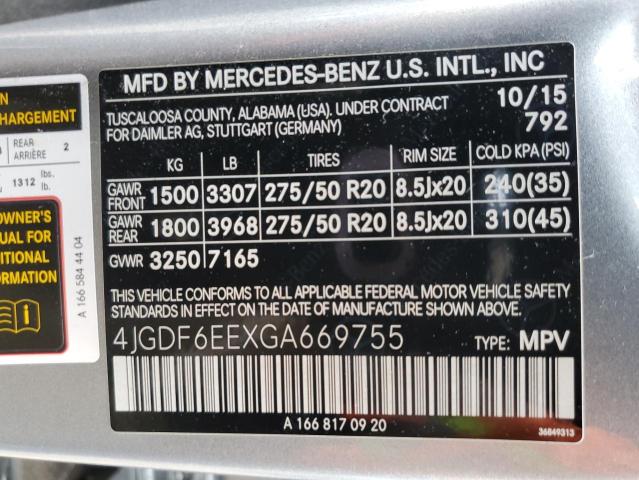 N
CHARGEMENT
REAR
ARRIÈRE 2
1312 lbs.
lb.
OWNER'S
UAL FOR
DITIONAL
ORMATION
A 166 584 44 04
MFD BY MERCEDES-BENZ U.S. INTL., INC
TUSCALOOSA COUNTY, ALABAMA (USA). UNDER CONTRACT 10/15
FOR DAIMLER AG, STUTTGART (GERMANY) 792
KG LB TIRES RIM SIZE COLD KPA(PSI)
GAWR FRONT 1500 3307 275/50 R20 8.5Jx20 240(35)
GAWR REAR 1800 3968 275/50 R20 8.5Jx20 310(45)
GVWR 3250 7165
THIS VEHICLE CONFORMS TO ALL APPLICABLE FEDERAL MOTOR VEHICLE SAFETY
STANDARDS IN EFFECT ON THE DATE OF MANUFACTURE SHOWN ABOVE.
4JGDF6EEXGA669755 TYPE: MPV
A 166 817 09 20
36849313